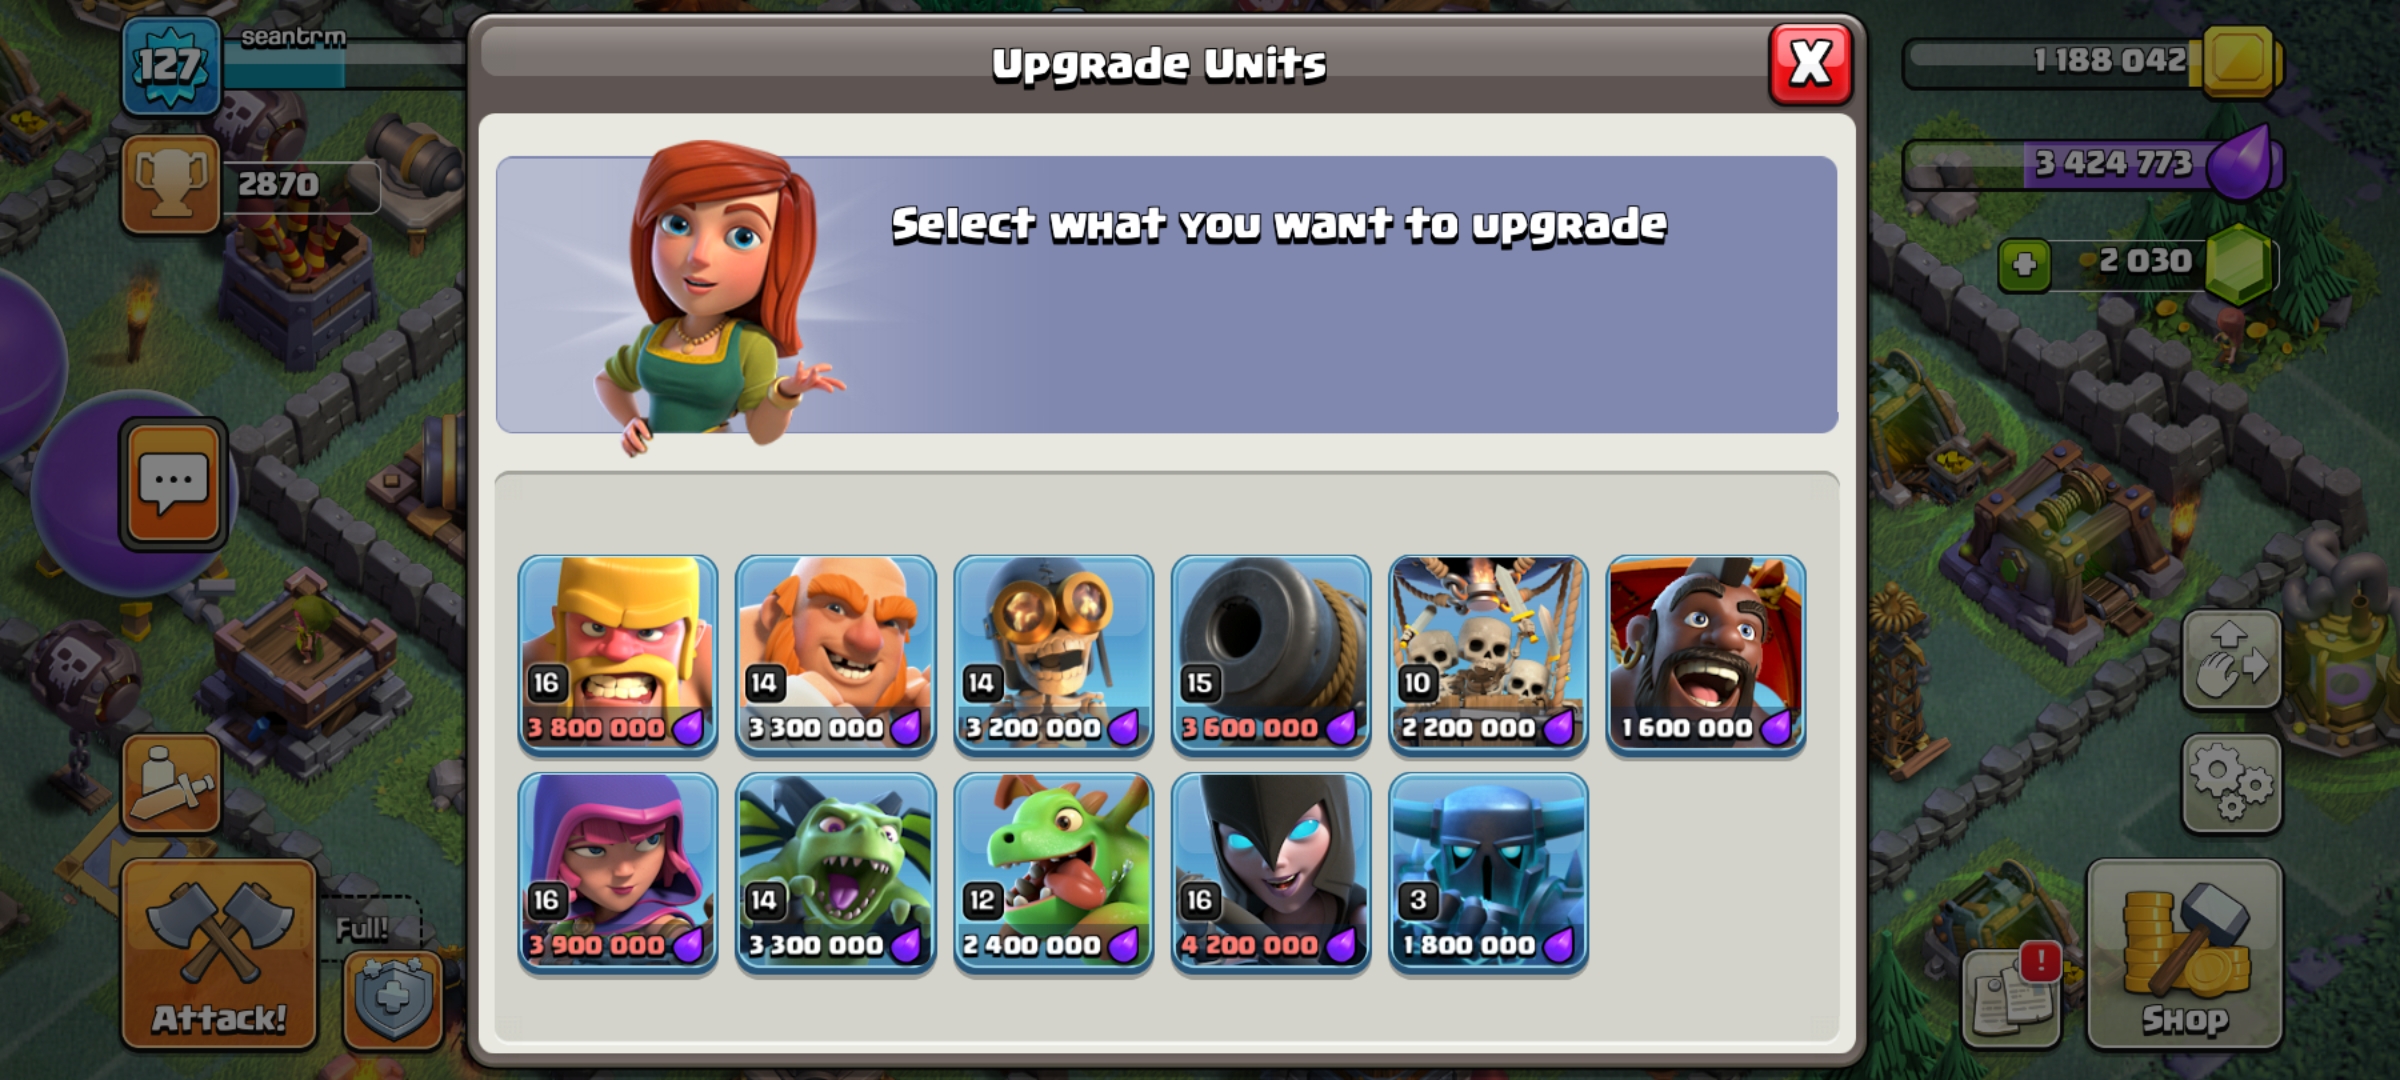 127
seantrm
Upgrade Units
X
1 188 042
2870
3 424 773
2 030
Select what you want to upgrade
16
3 800 000
14
3 300 000
14
3 200 000
15
3 600 000
10
2 200 000
1 600 000
16
3 900 000
14
3 300 000
12
2 400 000
16
4 200 000
3
1 800 000
Full!
!
Attack!
Shop